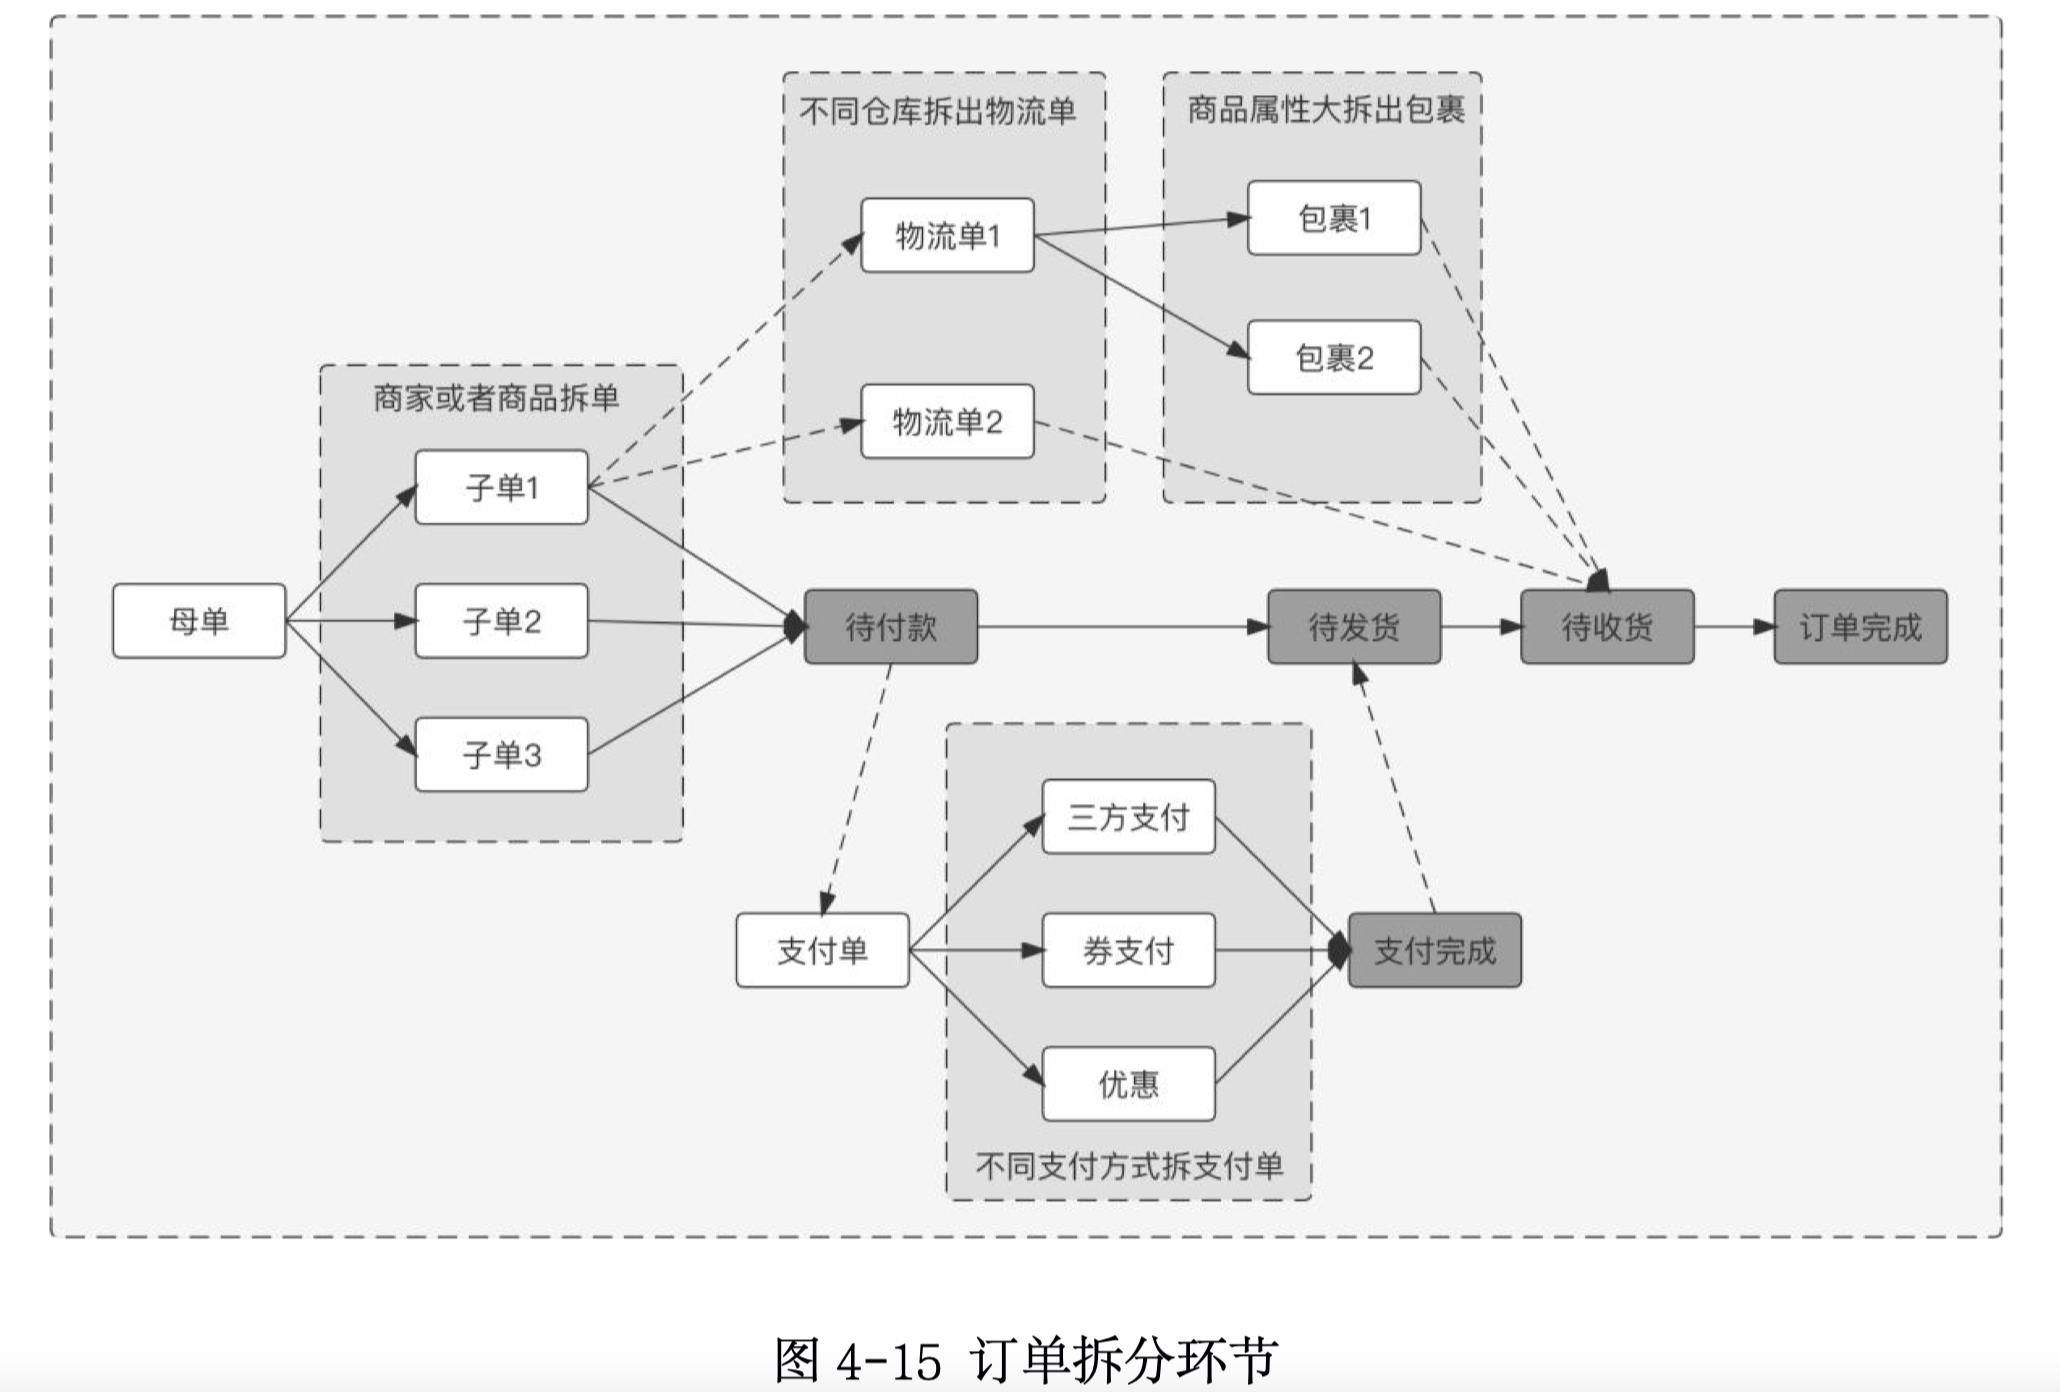 不同仓库拆出物流单
商品属性大拆出包裹
包裹1
物流单1
包裹2
商家或者商品拆单
物流单2
子单1
母单
子单2
待付款
待发货
待收货
订单完成
子单3
三方支付
支付单
券支付
支付完成
优惠
不同支付方式拆支付单
图 4-15 订单拆分环节